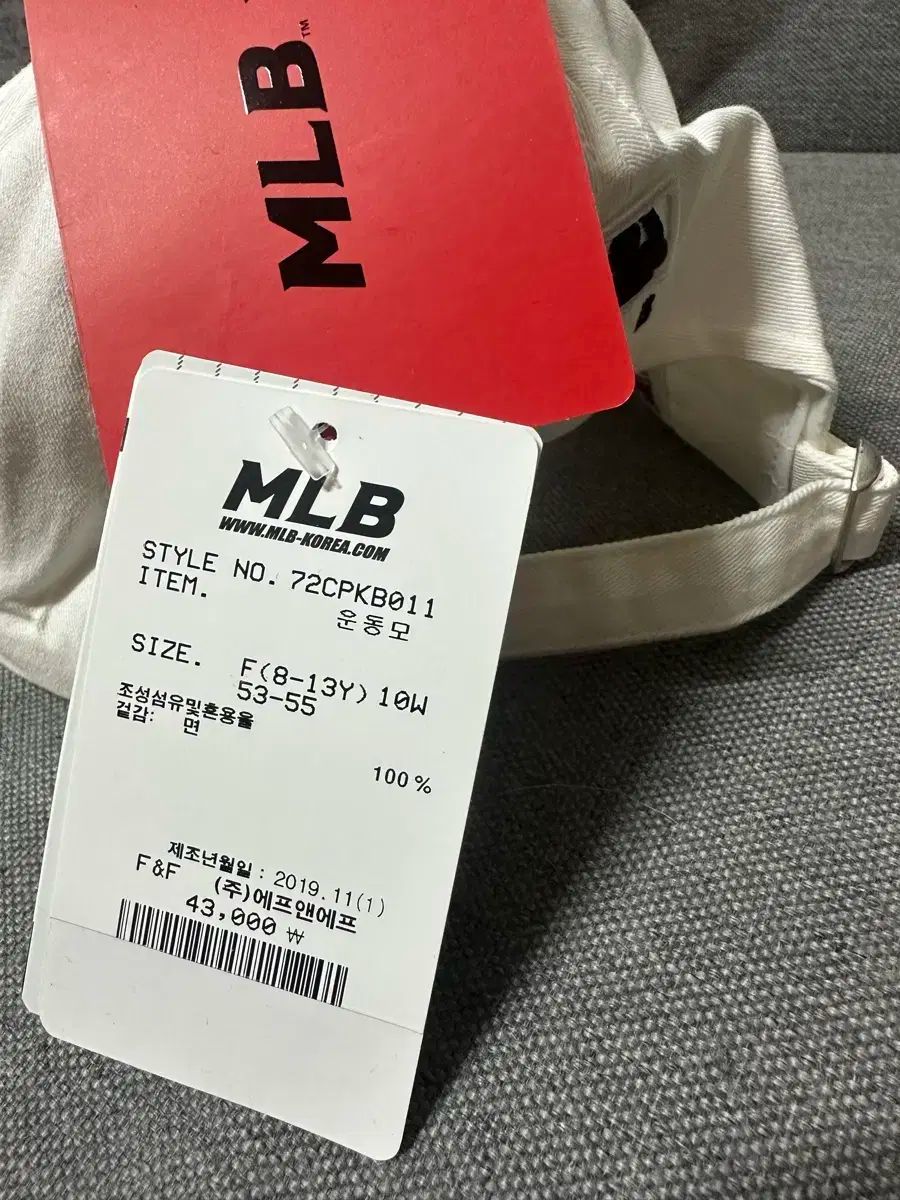 MLB™
MLB
WWW.MLB-KOREA.COM
STYLE NO. 72CPKB011
ITEM. 운동모
SIZE. F(8-13Y) 10W
53-55
조성섬유및혼용율
겉감: 면
100%
제조년월일 : 2019.11(1)
F&F (주)에프앤에프
43,000 ₩